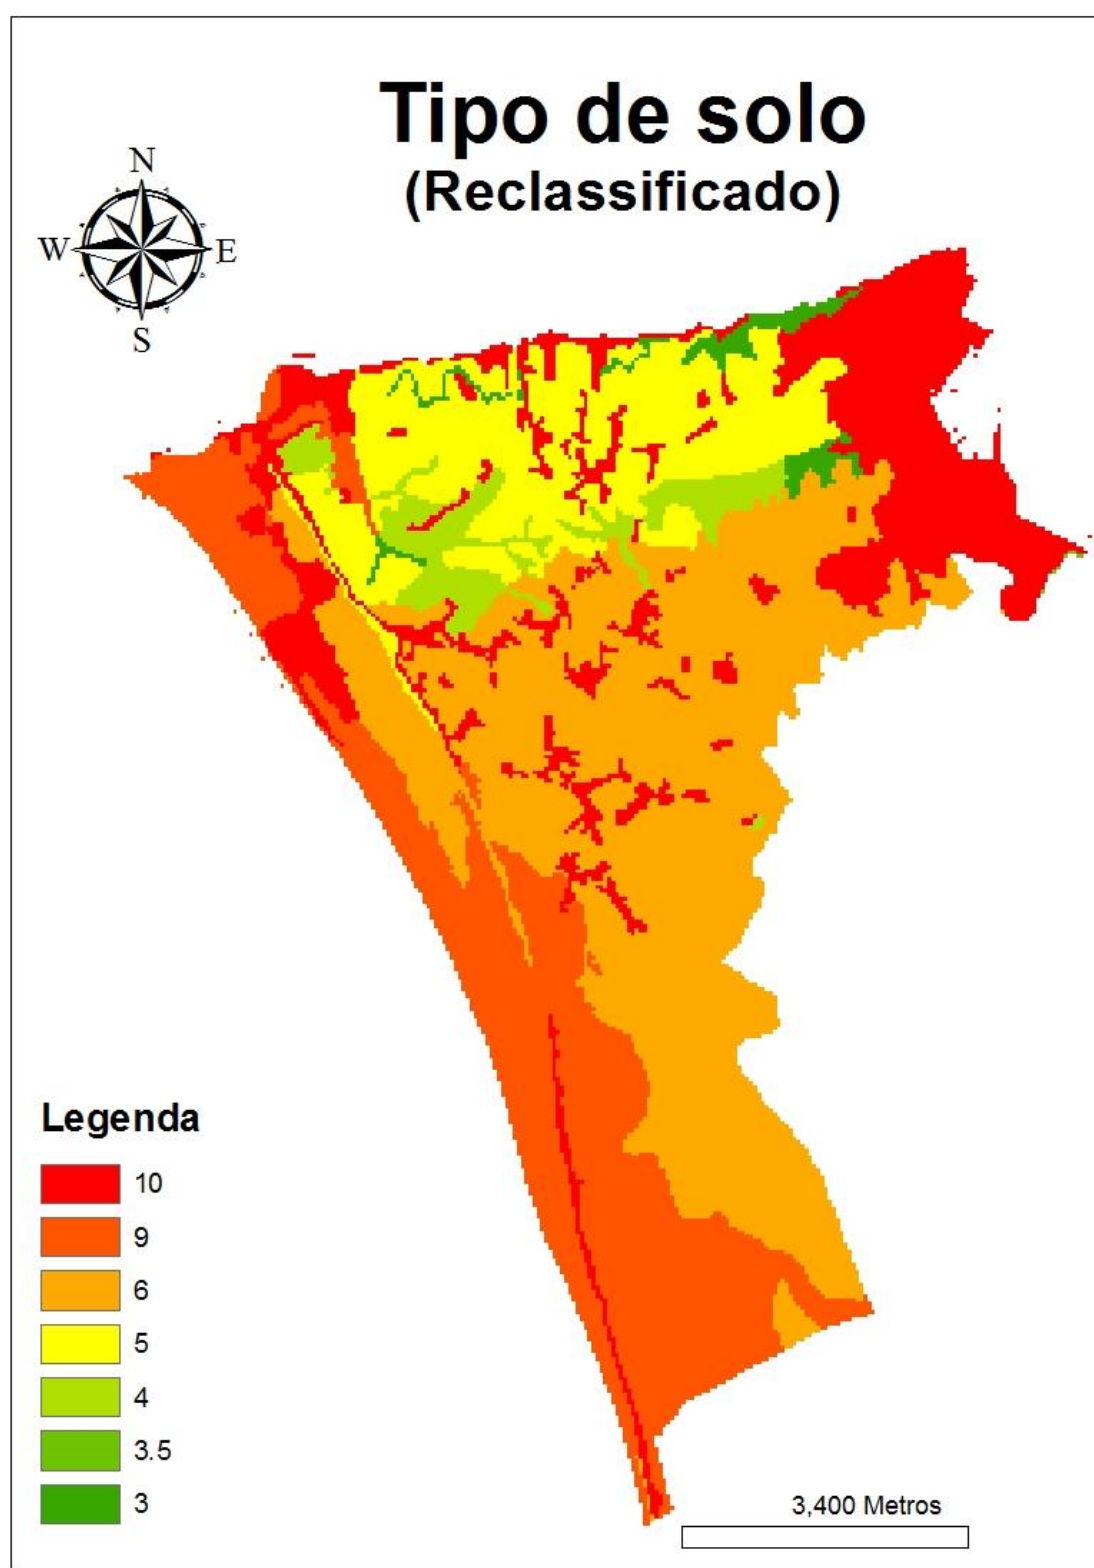 Tipo de solo
(Reclassificado)
N
W
E
S
Legenda
10
9
6
5
4
3.5
3
3,400 Metros